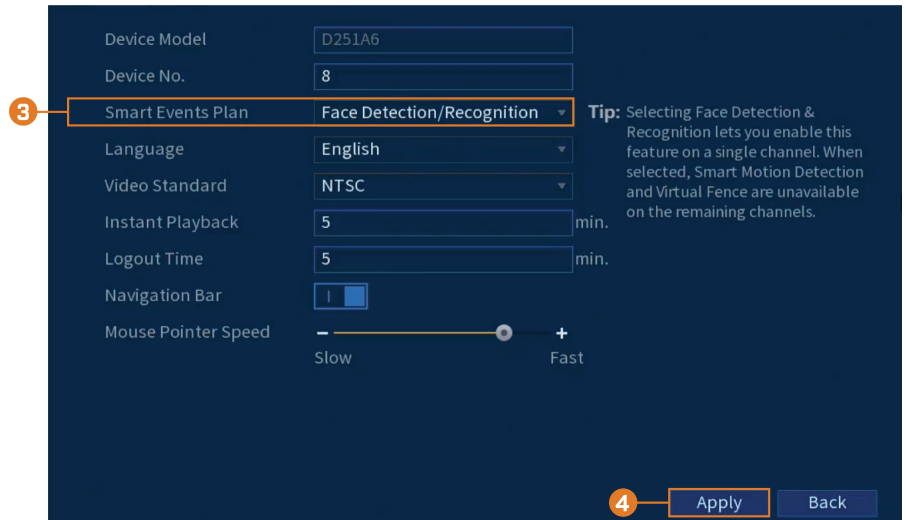 Device Model D251A6
Device No. 8
3 Smart Events Plan Face Detection/Recognition
Tip: Selecting Face Detection &
Recognition lets you enable this
feature on a single channel. When
selected, Smart Motion Detection
and Virtual Fence are unavailable
on the remaining channels.
Language English
Video Standard NTSC
Instant Playback 5 min.
Logout Time 5 min.
Navigation Bar
Mouse Pointer Speed - +
Slow Fast
4 Apply Back